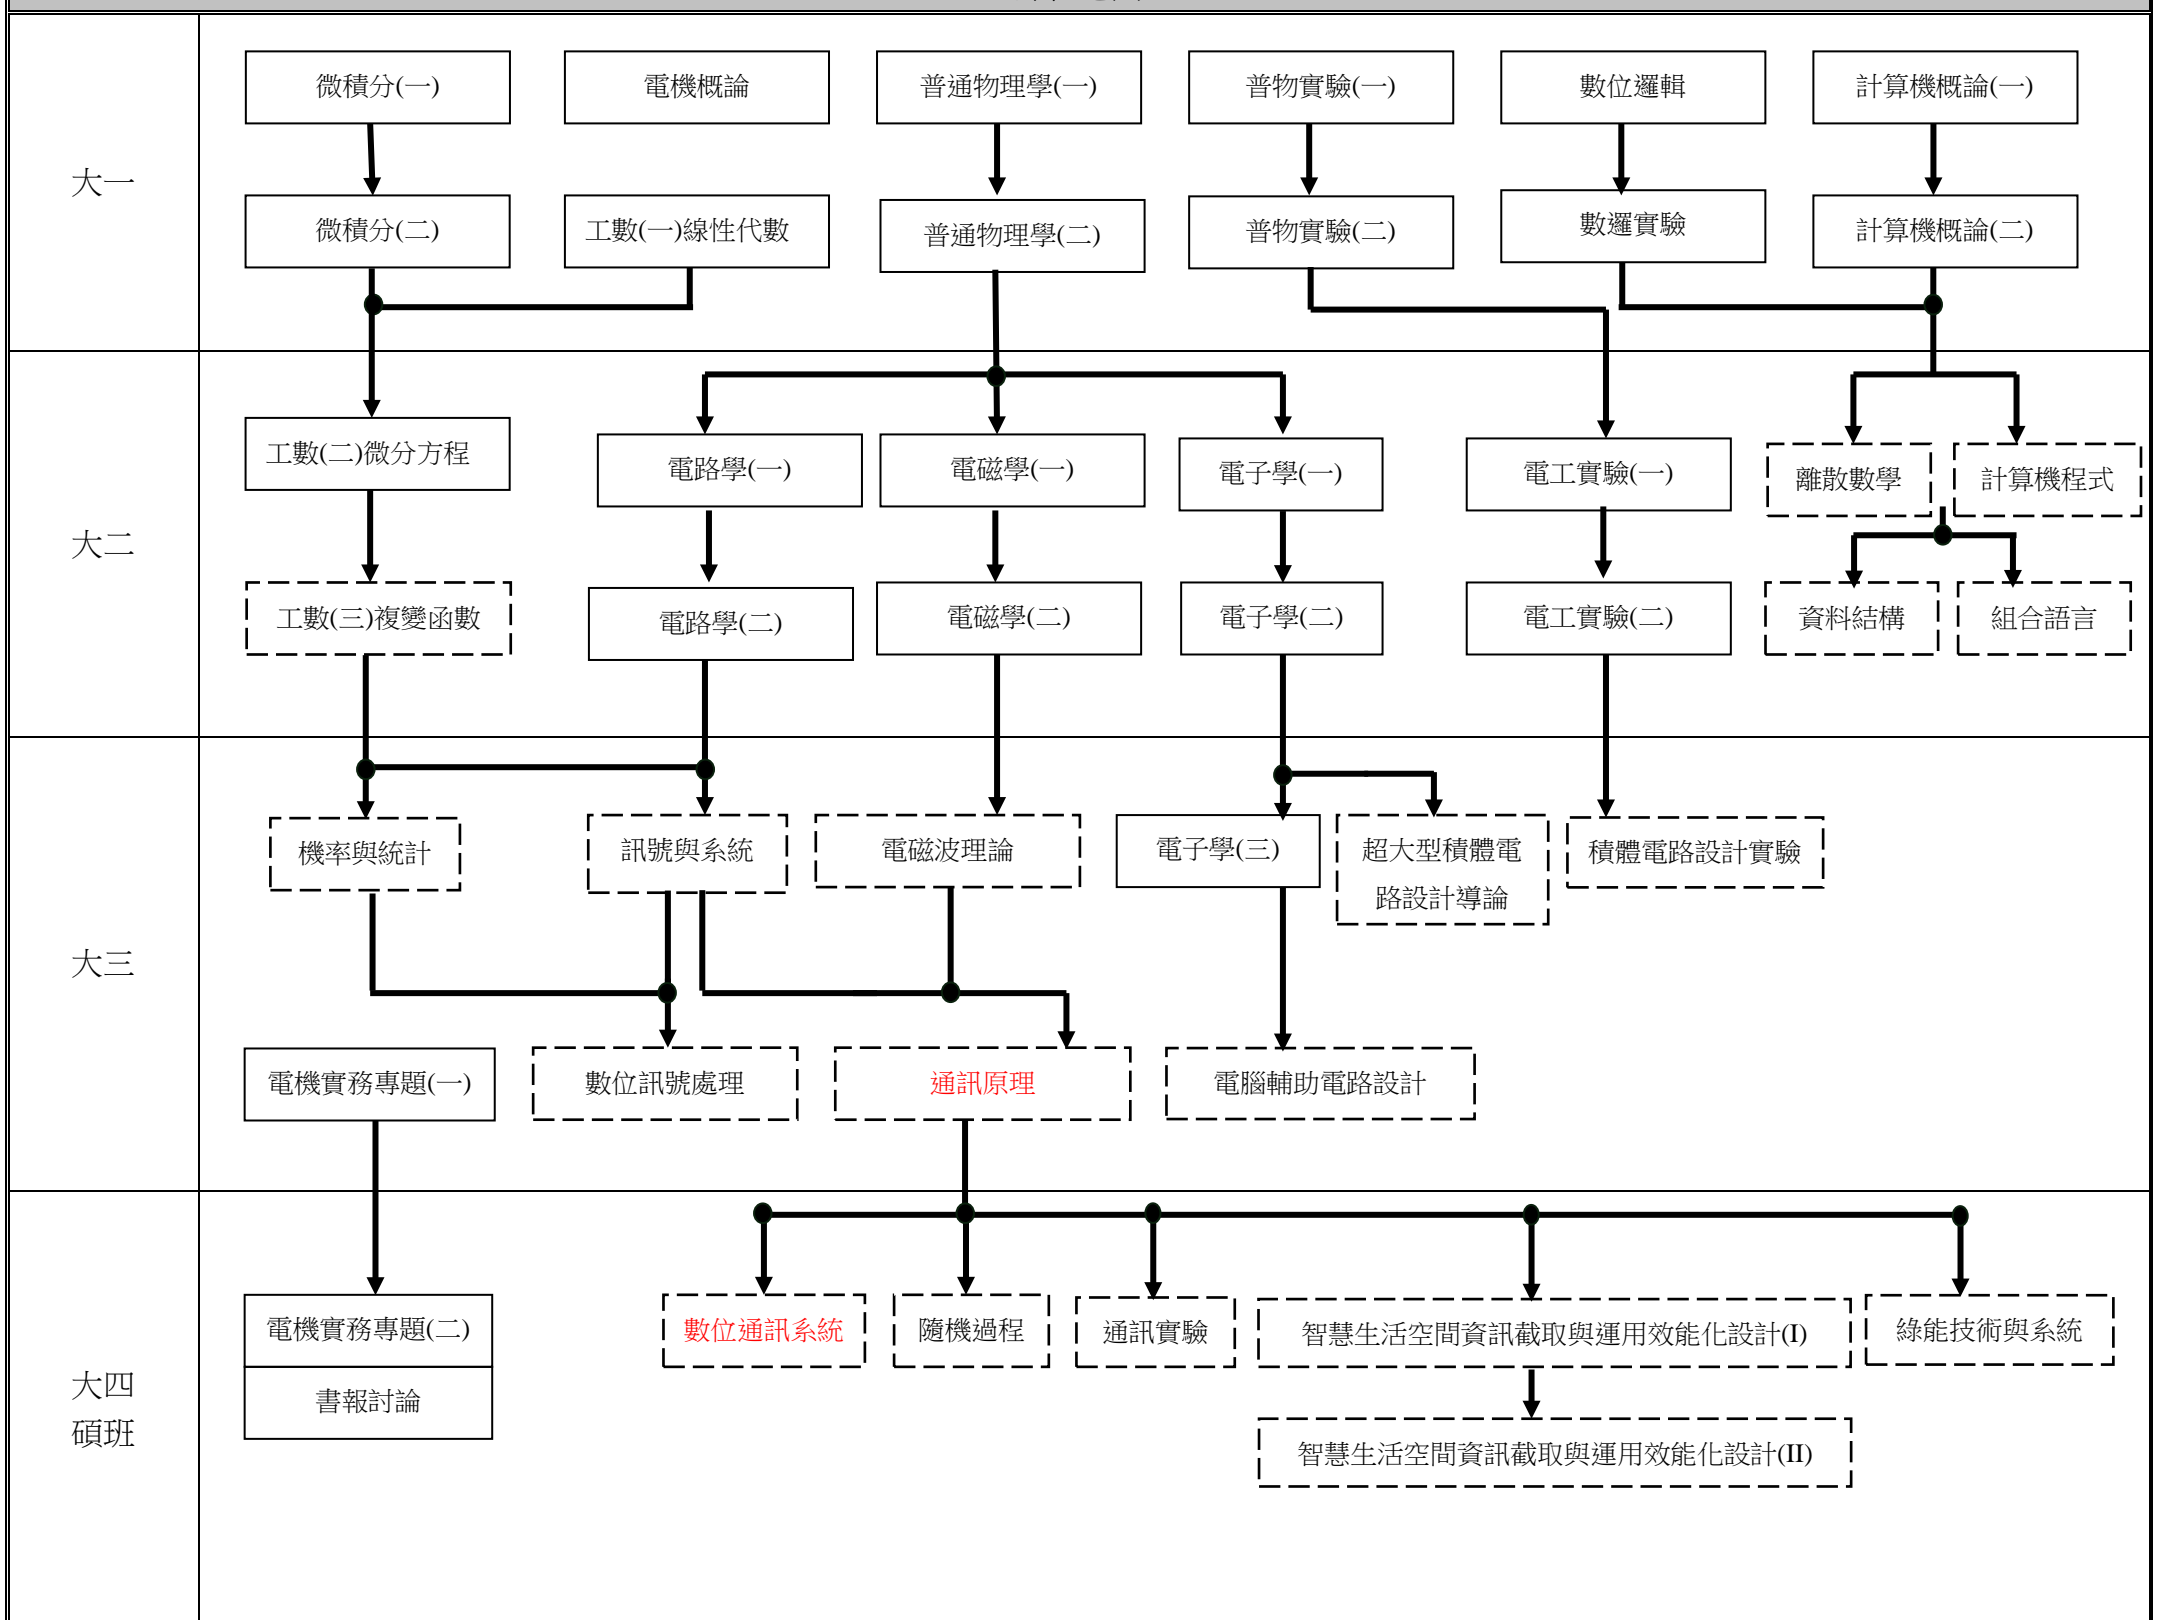 大一
微積分(一)
電機概論
普通物理學(一)
普物實驗(一)
數位邏輯
計算機概論(一)
微積分(二)
工數(一)線性代數
普通物理學(二)
普物實驗(二)
數邏實驗
計算機概論(二)
大二
工數(二)微分方程
電路學(一)
電磁學(一)
電子學(一)
電工實驗(一)
離散數學
計算機程式
工數(三)複變函數
電路學(二)
電磁學(二)
電子學(二)
電工實驗(二)
資料結構
組合語言
大三
機率與統計
訊號與系統
電磁波理論
電子學(三)
超大型積體電
路設計導論
積體電路設計實驗
電機實務專題(一)
數位訊號處理
通訊原理
電腦輔助電路設計
大四
碩班
電機實務專題(二)
書報討論
數位通訊系統
隨機過程
通訊實驗
智慧生活空間資訊截取與運用效能化設計(I)
綠能技術與系統
智慧生活空間資訊截取與運用效能化設計(II)